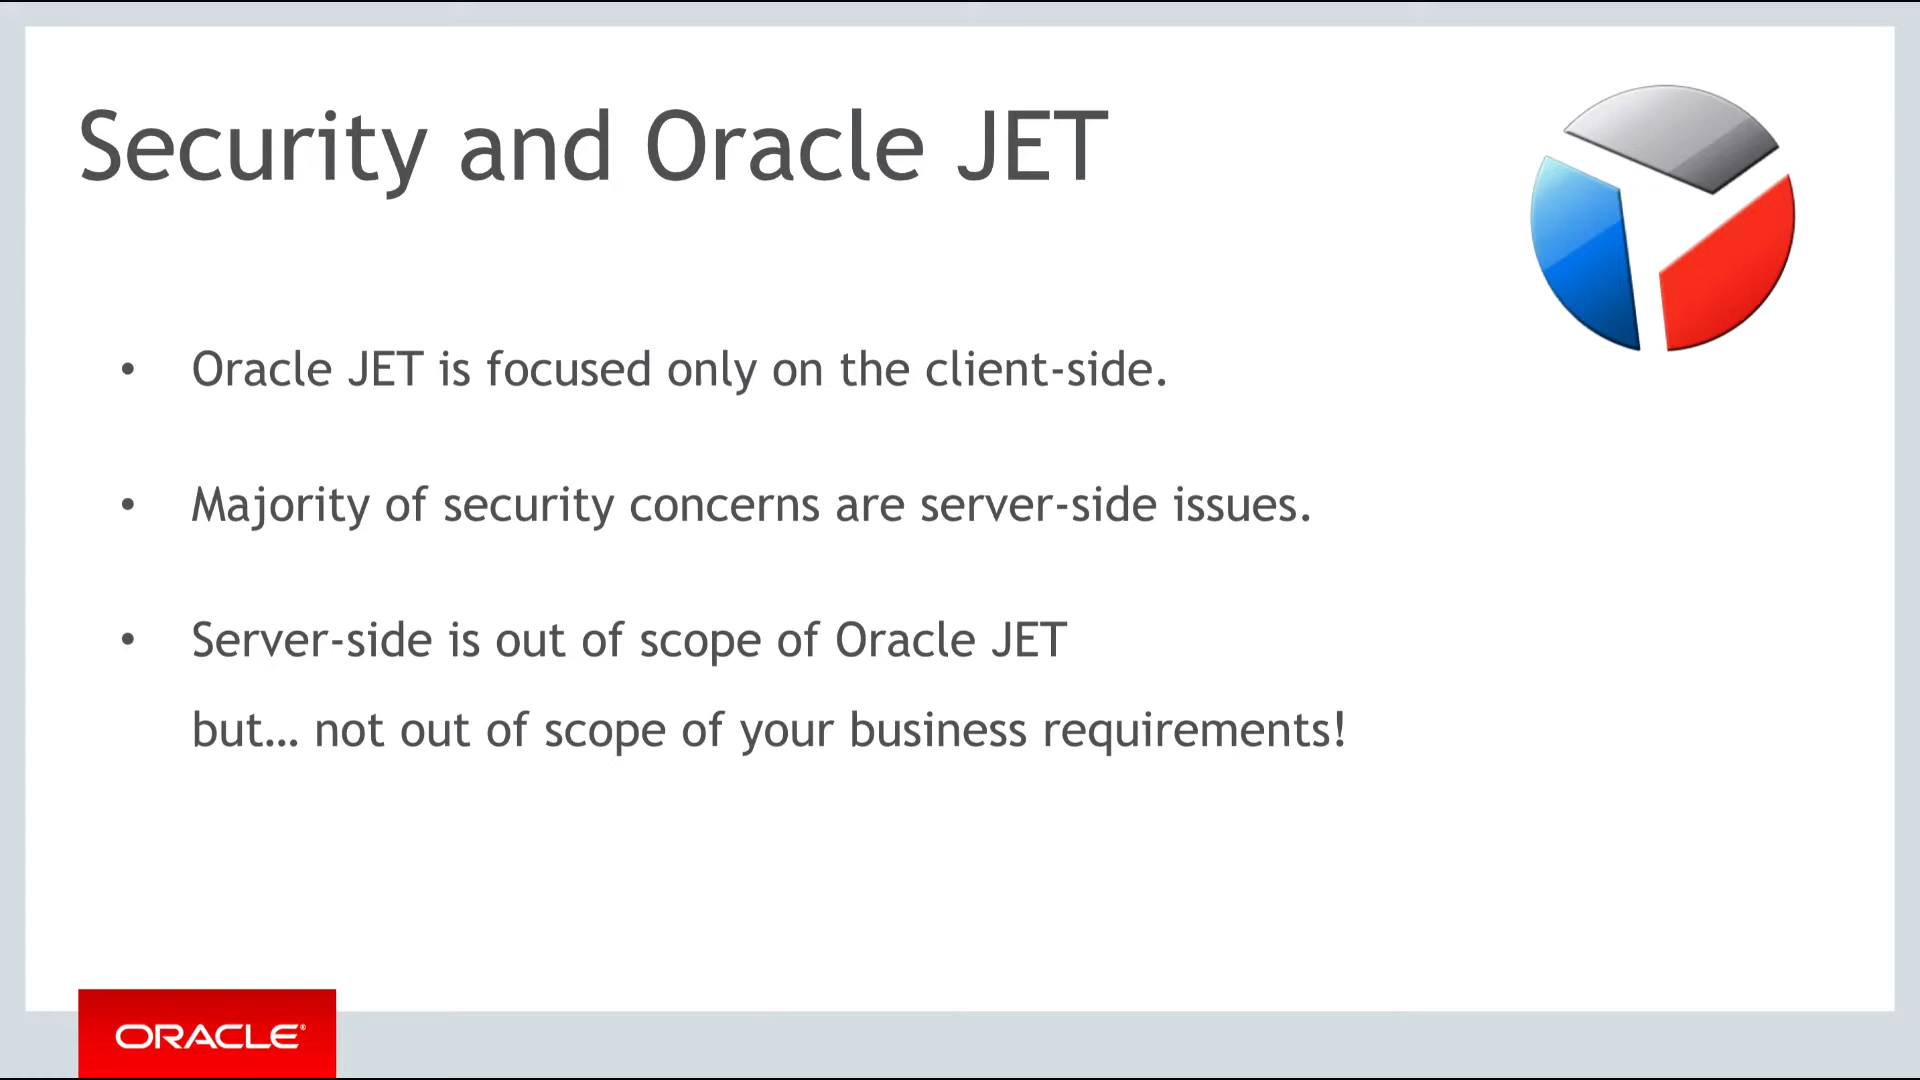 Security and Oracle JET
• Oracle JET is focused only on the client-side.
• Majority of security concerns are server-side issues.
• Server-side is out of scope of Oracle JET
but... not out of scope of your business requirements!
ORACLE®